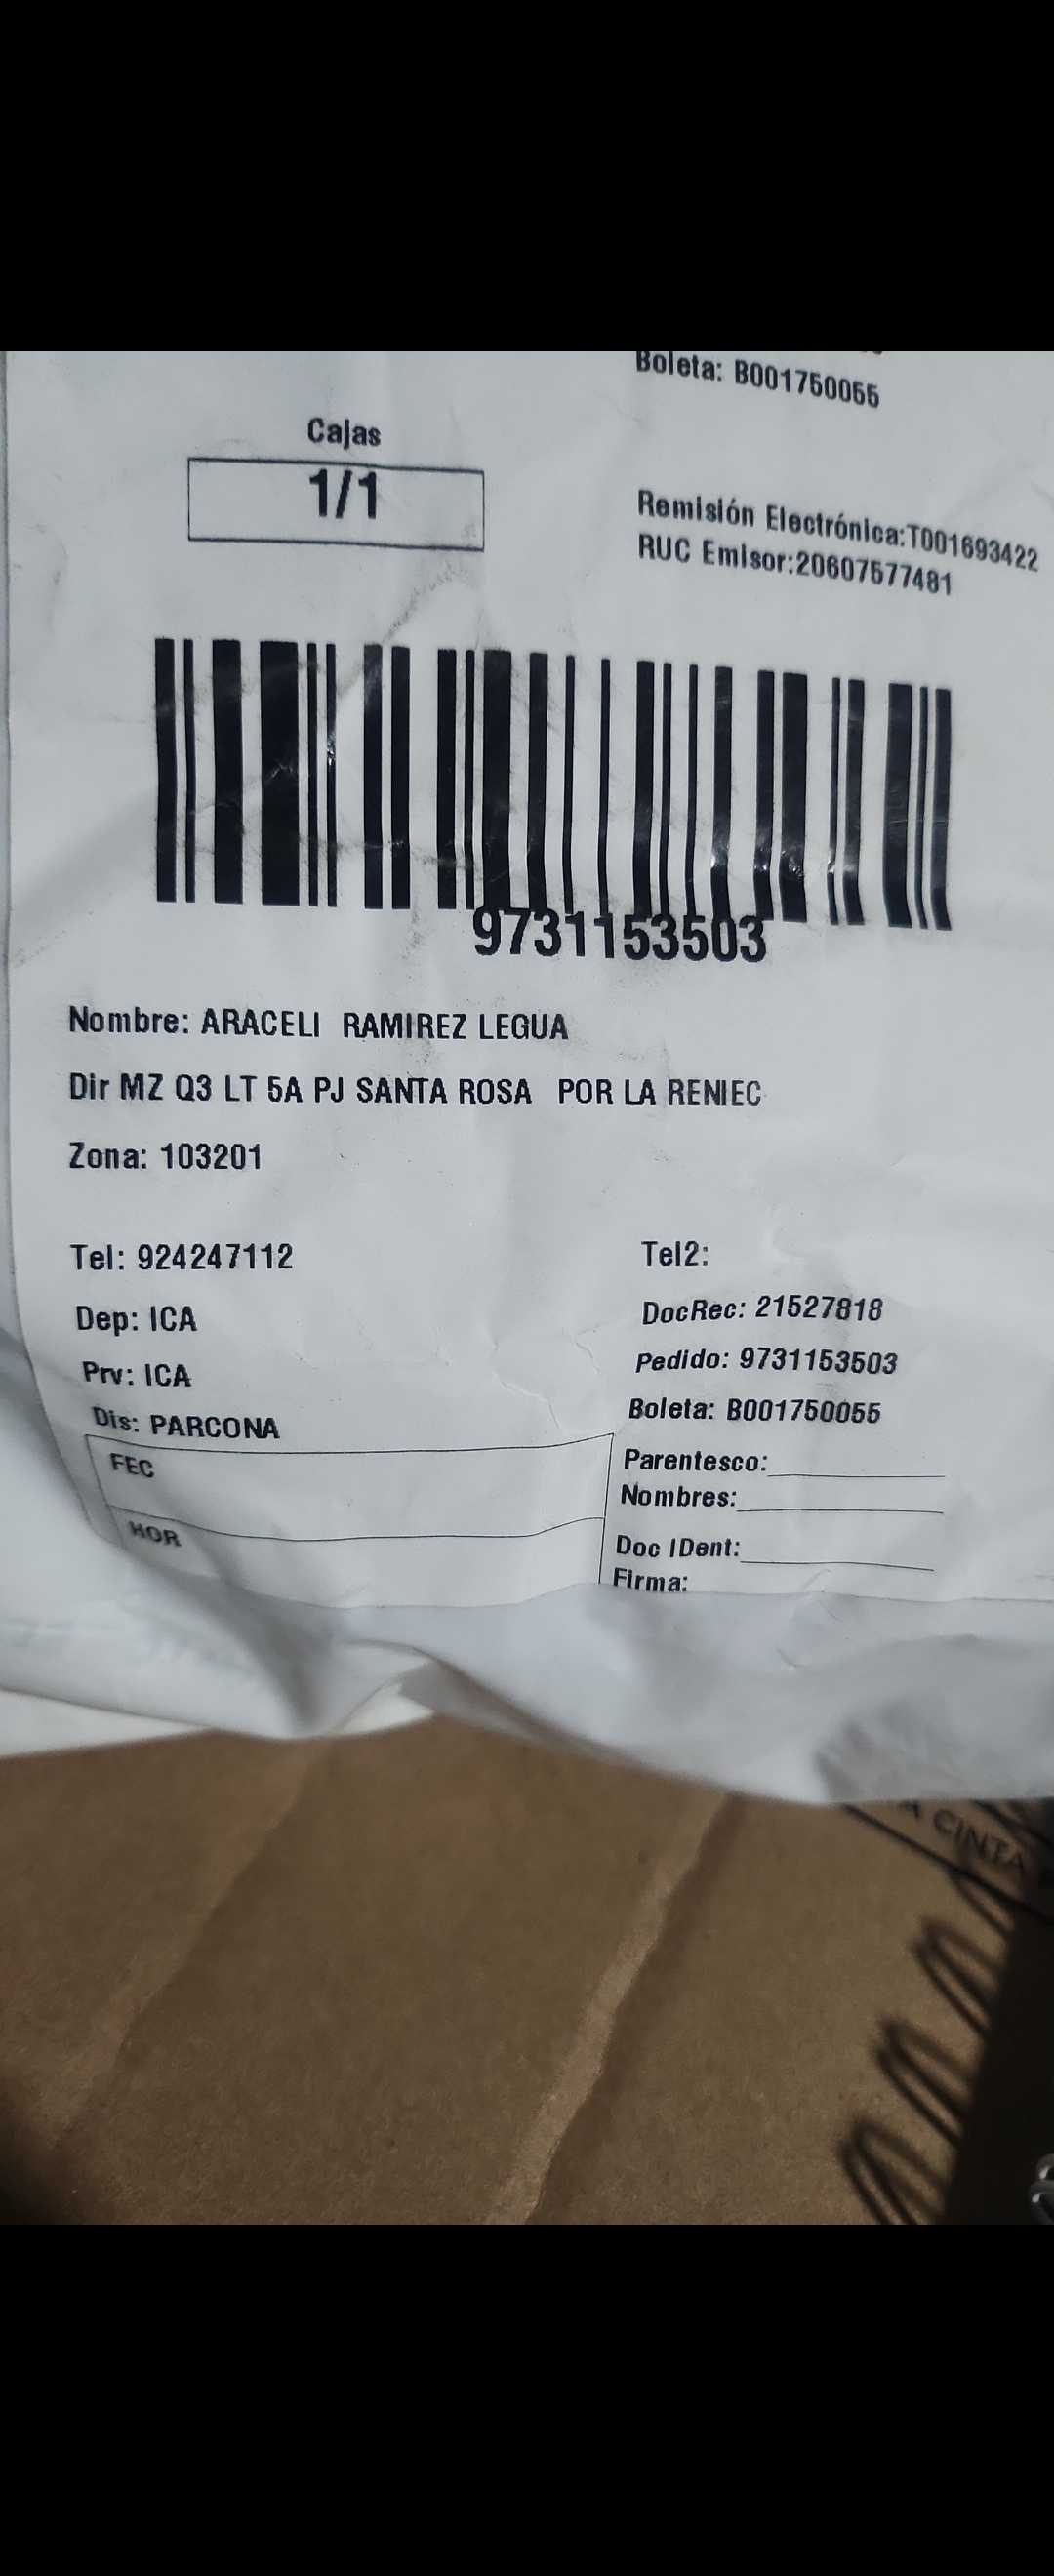 Boleta: B001750055
Cajas
1/1
Remisión Electrónica:T001693422
RUC Emisor:20607577481
9731153503
Nombre: ARACELI RAMIREZ LEGUA
Dir MZ Q3 LT 5A PJ SANTA ROSA POR LA RENIEC
Zona: 103201
Tel: 924247112
Tel2:
Dep: ICA
DocRec: 21527818
Prv: ICA
Pedido: 9731153503
Dis: PARCONA
Boleta: B001750055
FEC
Parentesco:
Nombres:
HOR
Doc IDent:
Firma:
CINTA